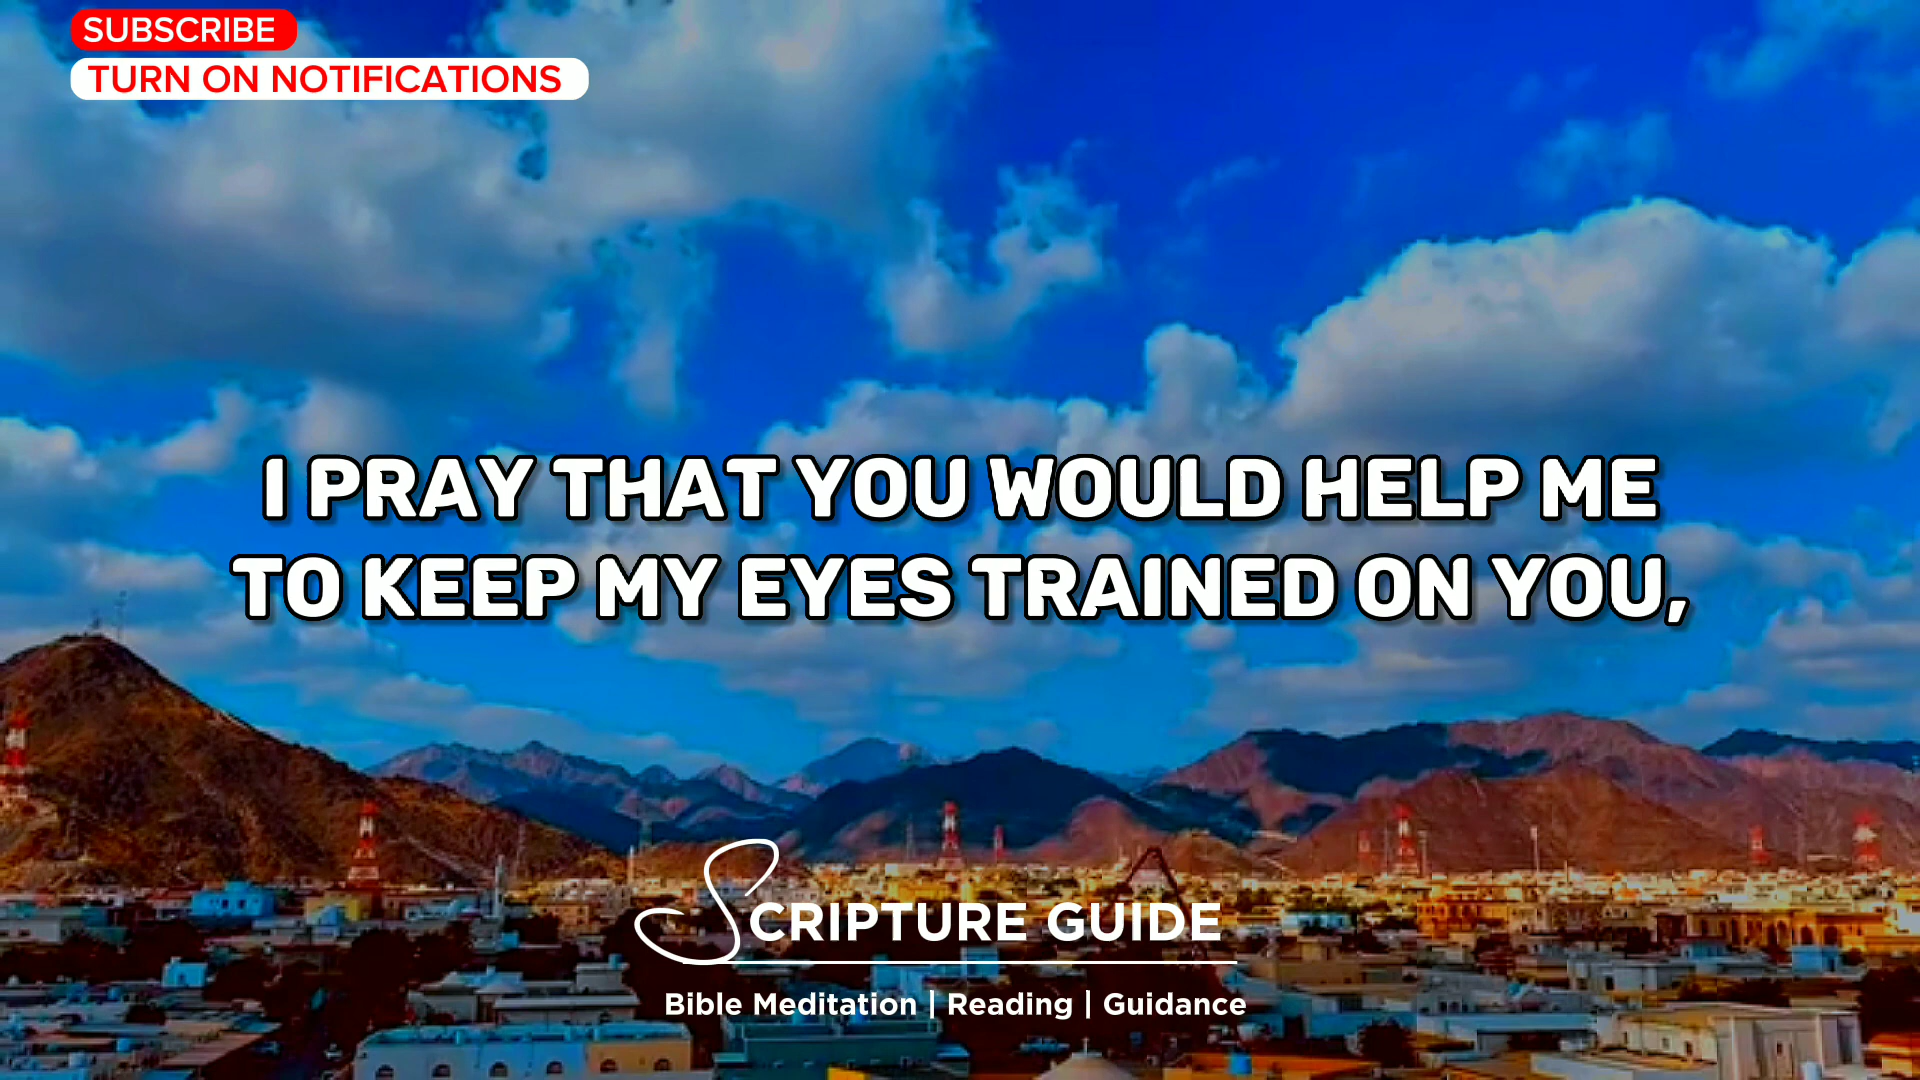 SUBSCRIBE
TURN ON NOTIFICATIONS
I PRAY THAT YOU WOULD HELP ME
TO KEEP MY EYES TRAINED ON YOU,
SCRIPTURE GUIDE
Bible Meditation | Reading | Guidance